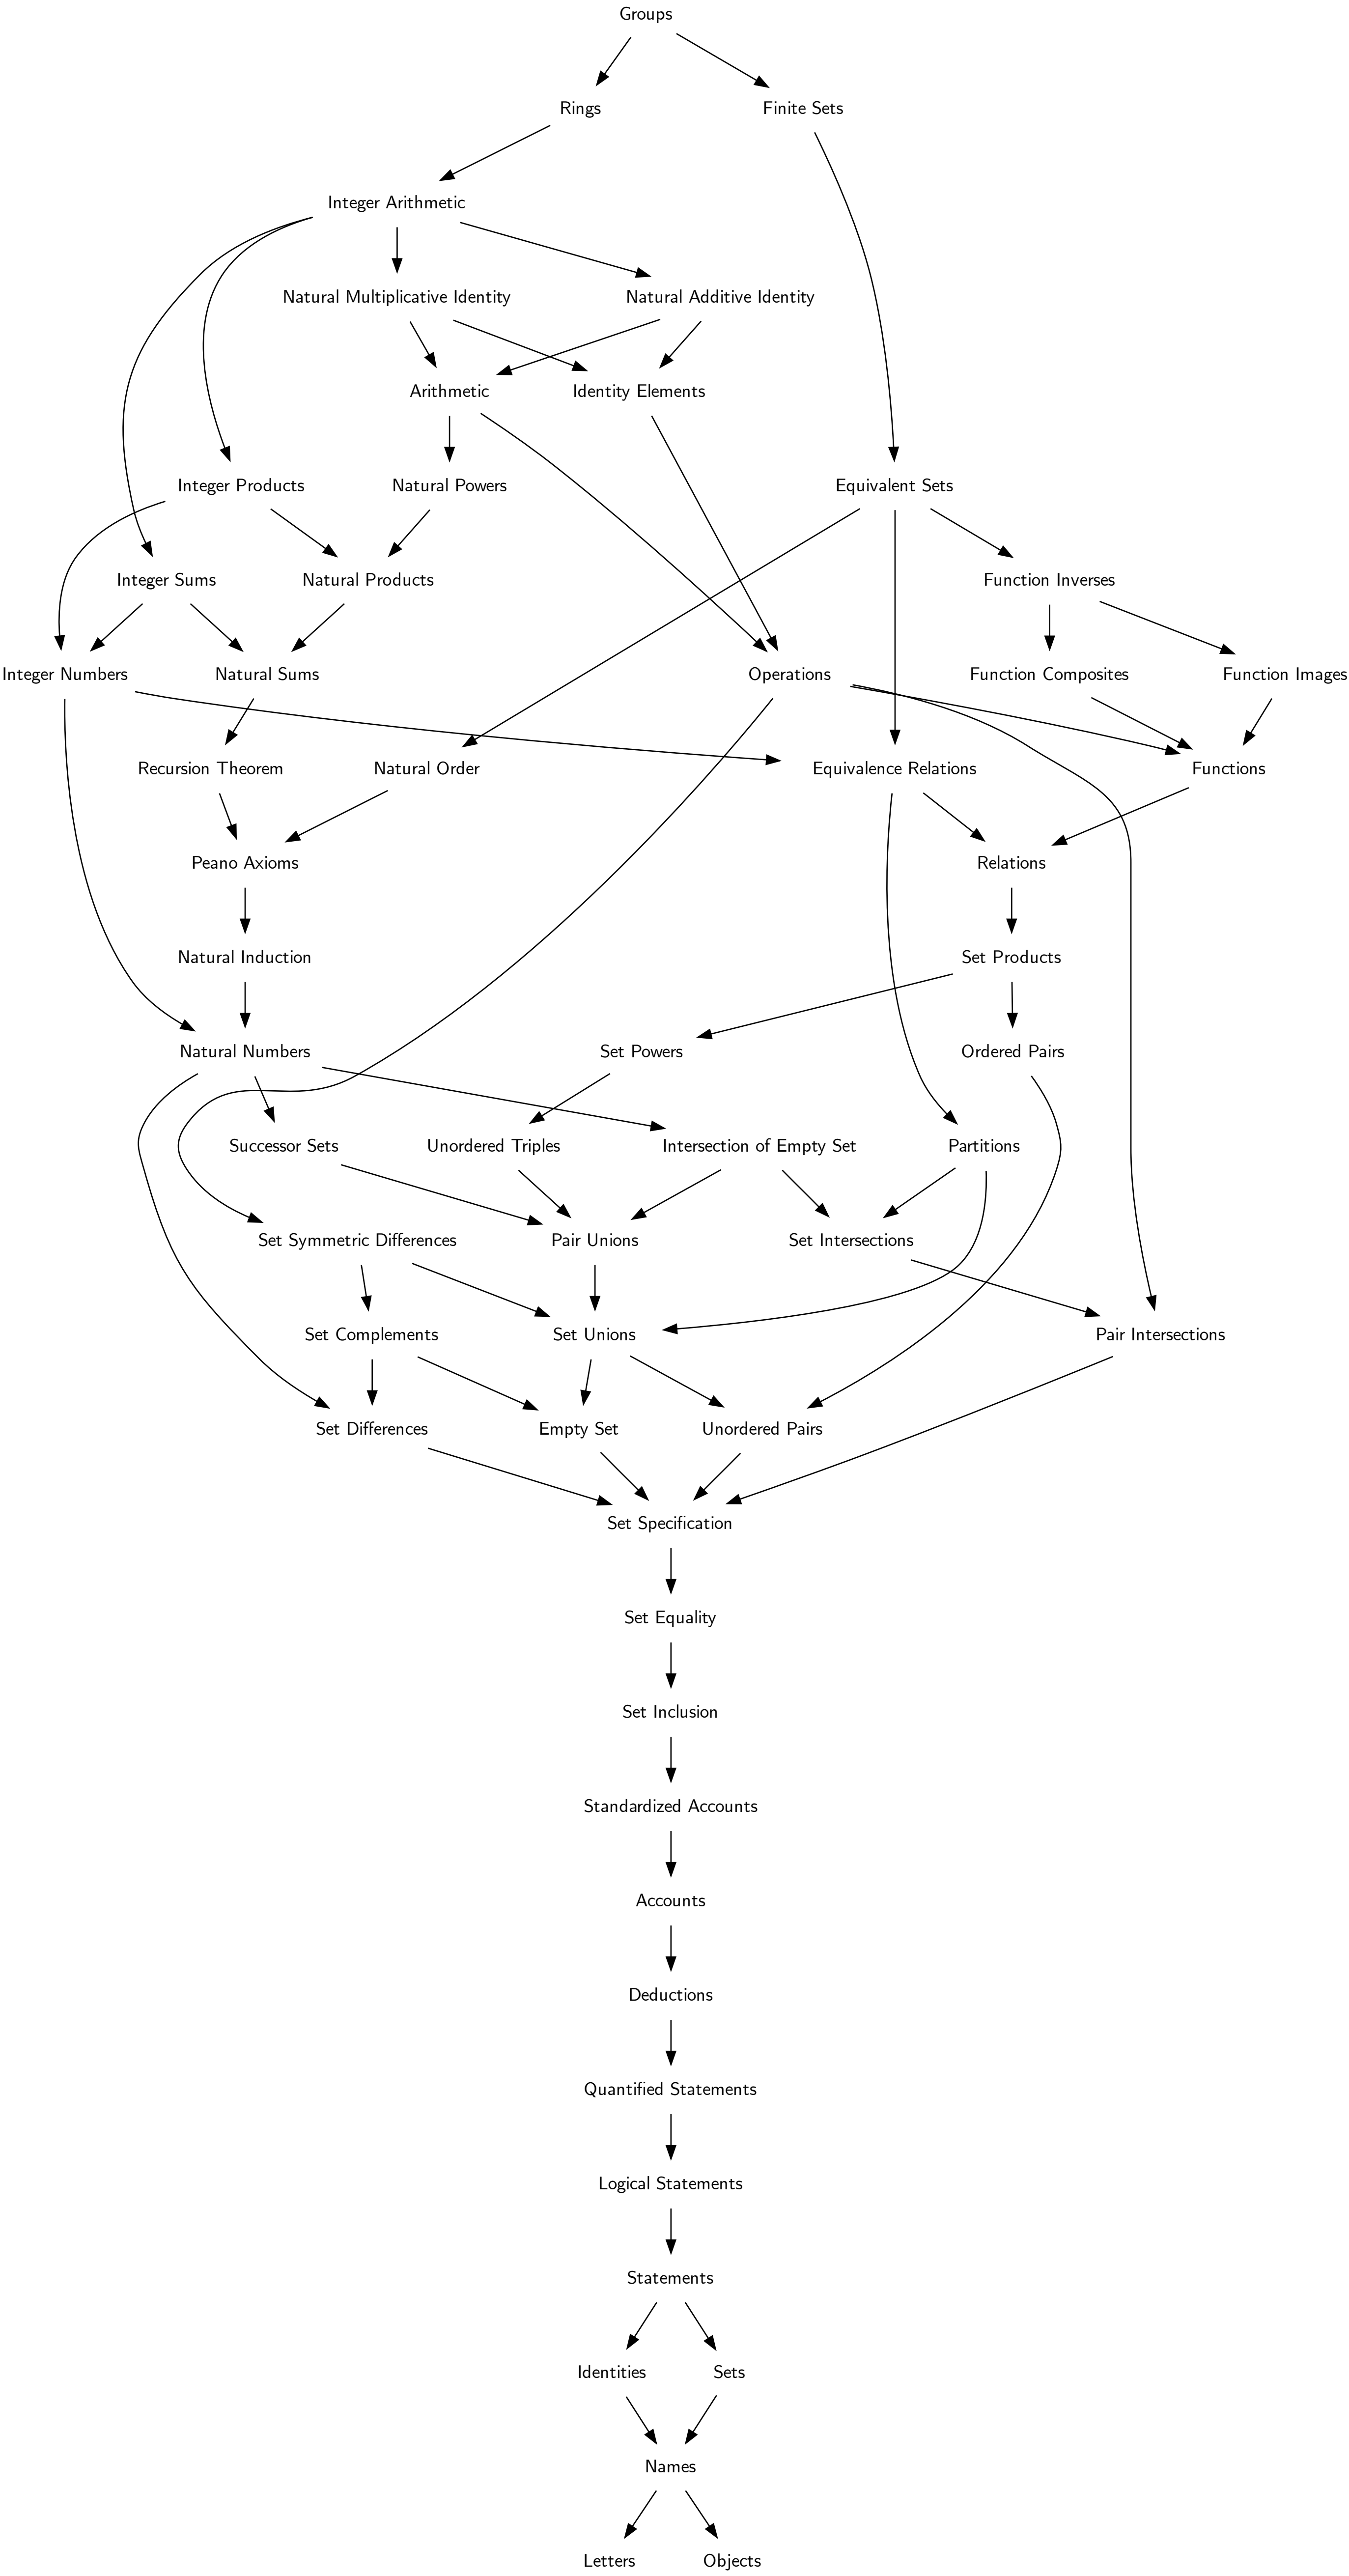 Groups
Rings
Finite Sets
Integer Arithmetic
Natural Multiplicative Identity
Natural Additive Identity
Arithmetic
Identity Elements
Integer Products
Natural Powers
Equivalent Sets
Integer Sums
Natural Products
Function Inverses
Integer Numbers
Natural Sums
Operations
Function Composites
Function Images
Recursion Theorem
Natural Order
Equivalence Relations
Functions
Peano Axioms
Relations
Natural Induction
Set Products
Natural Numbers
Set Powers
Ordered Pairs
Successor Sets
Unordered Triples
Intersection of Empty Set
Partitions
Set Symmetric Differences
Pair Unions
Set Intersections
Set Complements
Set Unions
Pair Intersections
Set Differences
Empty Set
Unordered Pairs
Set Specification
Set Equality
Set Inclusion
Standardized Accounts
Accounts
Deductions
Quantified Statements
Logical Statements
Statements
Identities
Sets
Names
Letters
Objects